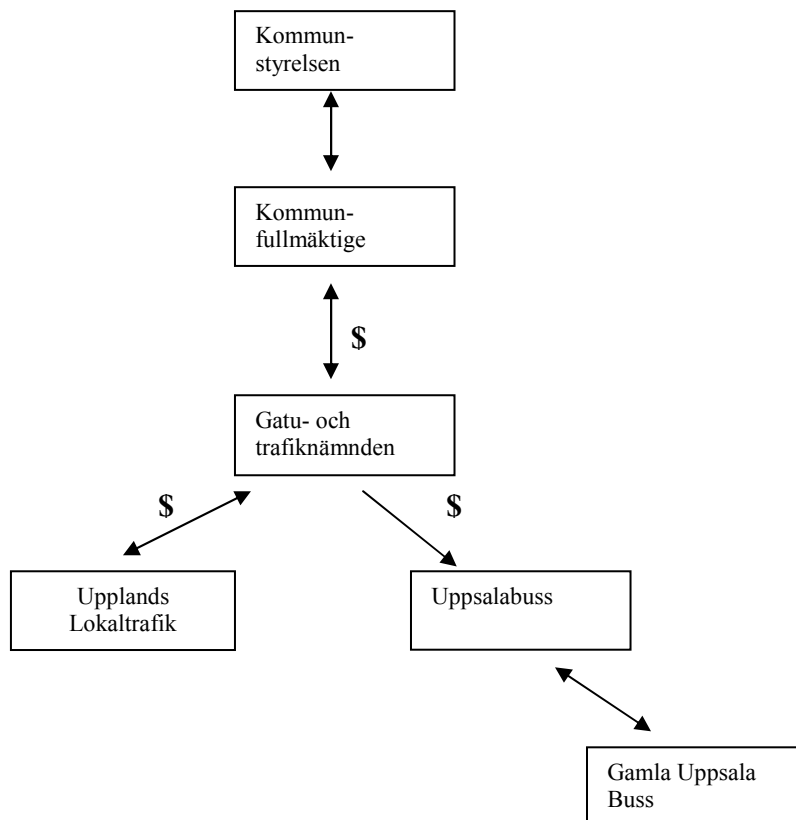 Kommun-
styrelsen
Kommun-
fullmäktige
$
Gatu- och
trafiknämnden
$
$
Upplands
Lokaltrafik
Uppsalabuss
Gamla Uppsala
Buss